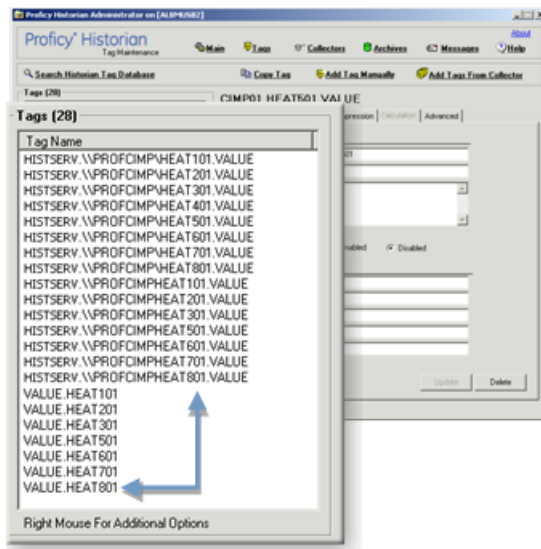 Proficy Historian Administrator on [ALBMUS02]
Proficy* Historian
Tag Maintenance
About
Main Tags Collectors Archives Messages Help
Search Historian Tag Database Copy Tag Add Tag Manually Add Tags From Collector
Tags (28)
CIMP01.HEAT501.VALUE
Calculation Advanced
Disabled
Update Delete
Tags (28)
Tag Name
HISTSERV.\\PROFCIMP\HEAT101.VALUE
HISTSERV.\\PROFCIMP\HEAT201.VALUE
HISTSERV.\\PROFCIMP\HEAT301.VALUE
HISTSERV.\\PROFCIMP\HEAT401.VALUE
HISTSERV.\\PROFCIMP\HEAT501.VALUE
HISTSERV.\\PROFCIMP\HEAT601.VALUE
HISTSERV.\\PROFCIMP\HEAT701.VALUE
HISTSERV.\\PROFCIMP\HEAT801.VALUE
HISTSERV.\\PROFCIMPHEAT101.VALUE
HISTSERV.\\PROFCIMPHEAT201.VALUE
HISTSERV.\\PROFCIMPHEAT301.VALUE
HISTSERV.\\PROFCIMPHEAT501.VALUE
HISTSERV.\\PROFCIMPHEAT601.VALUE
HISTSERV.\\PROFCIMPHEAT701.VALUE
HISTSERV.\\PROFCIMPHEAT801.VALUE
VALUE.HEAT101
VALUE.HEAT201
VALUE.HEAT301
VALUE.HEAT501
VALUE.HEAT601
VALUE.HEAT701
VALUE.HEAT801
Right Mouse For Additional Options